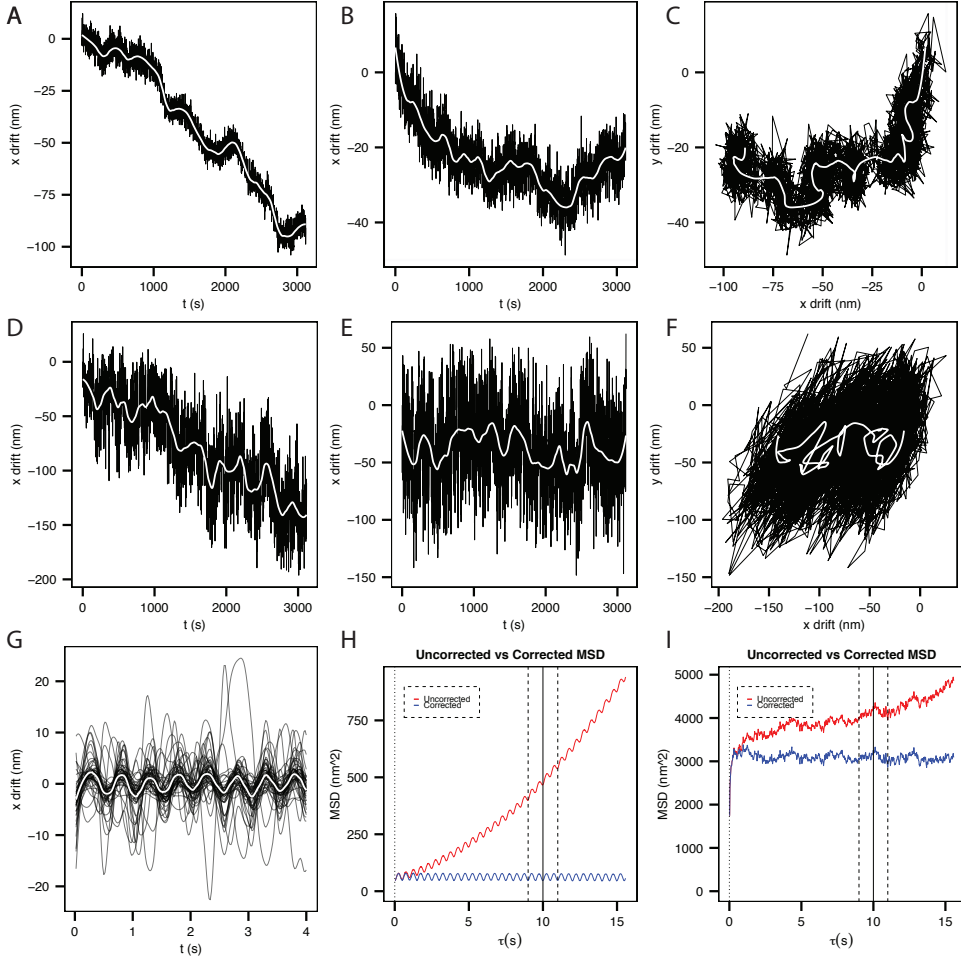 A
0
−25
−50
−75
−100
x drift (nm)
0 1000 2000 3000
t (s)
B
0
−20
−40
x drift (nm)
0 1000 2000 3000
t (s)
C
0
−20
−40
y drift (nm)
−100 −75 −50 −25 0
x drift (nm)
D
0
−50
−100
−150
−200
x drift (nm)
0 1000 2000 3000
t (s)
E
50
0
−50
−100
−150
x drift (nm)
0 1000 2000 3000
t (s)
F
50
0
−50
−100
−150
y drift (nm)
−200 −150 −100 −50 0
x drift (nm)
G
20
10
0
−10
−20
x drift (nm)
0 1 2 3 4
t (s)
H
Uncorrected vs Corrected MSD
Uncorrected
Corrected
750
500
250
0
MSD (nm^2)
0 5 10 15
τ(s)
I
Uncorrected vs Corrected MSD
Uncorrected
Corrected
5000
4000
3000
2000
1000
0
MSD (nm^2)
0 5 10 15
τ(s)